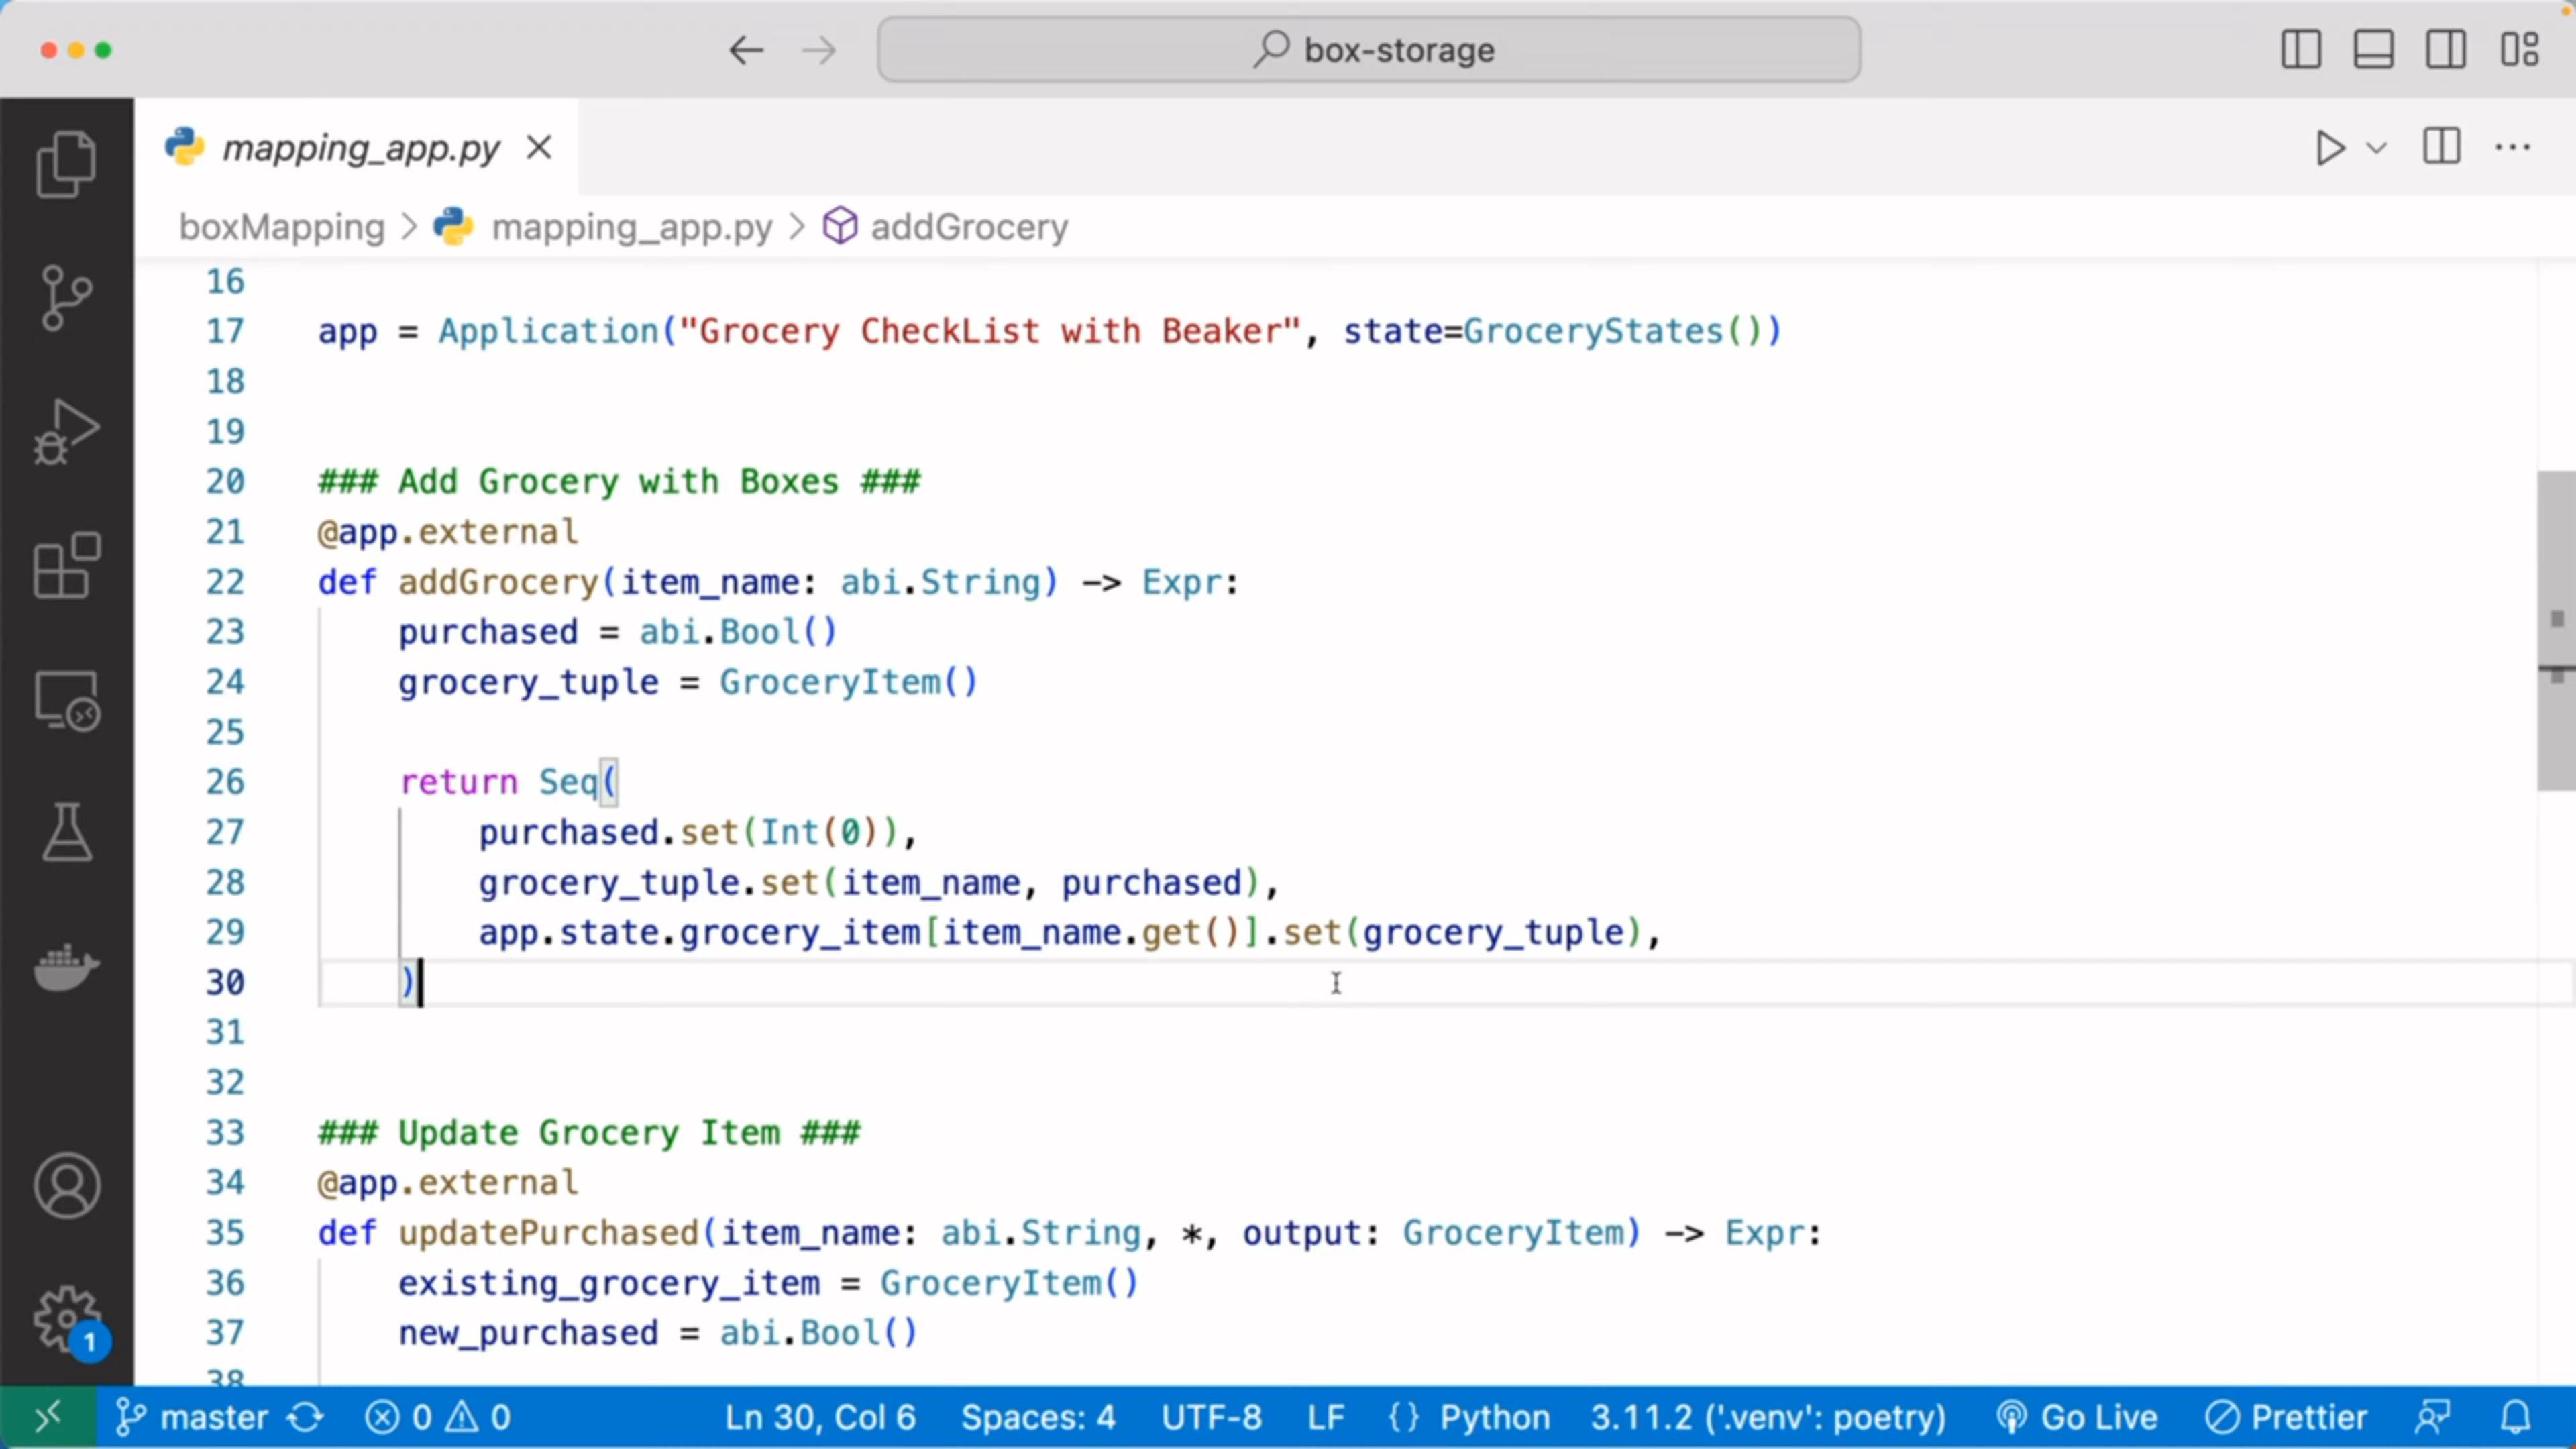 box-storage
mapping_app.py
boxMapping > mapping_app.py > addGrocery
16
17 app = Application("Grocery CheckList with Beaker", state=GroceryStates())
18
19
20 ### Add Grocery with Boxes ###
21 @app.external
22 def addGrocery(item_name: abi.String) -> Expr:
23     purchased = abi.Bool()
24     grocery_tuple = GroceryItem()
25
26     return Seq(
27         purchased.set(Int(0)),
28         grocery_tuple.set(item_name, purchased),
29         app.state.grocery_item[item_name.get()].set(grocery_tuple),
30     )
31
32
33 ### Update Grocery Item ###
34 @app.external
35 def updatePurchased(item_name: abi.String, *, output: GroceryItem) -> Expr:
36     existing_grocery_item = GroceryItem()
37     new_purchased = abi.Bool()
38
1
master 0 0 Ln 30, Col 6 Spaces: 4 UTF-8 LF {} Python 3.11.2 ('.venv': poetry) Go Live Prettier